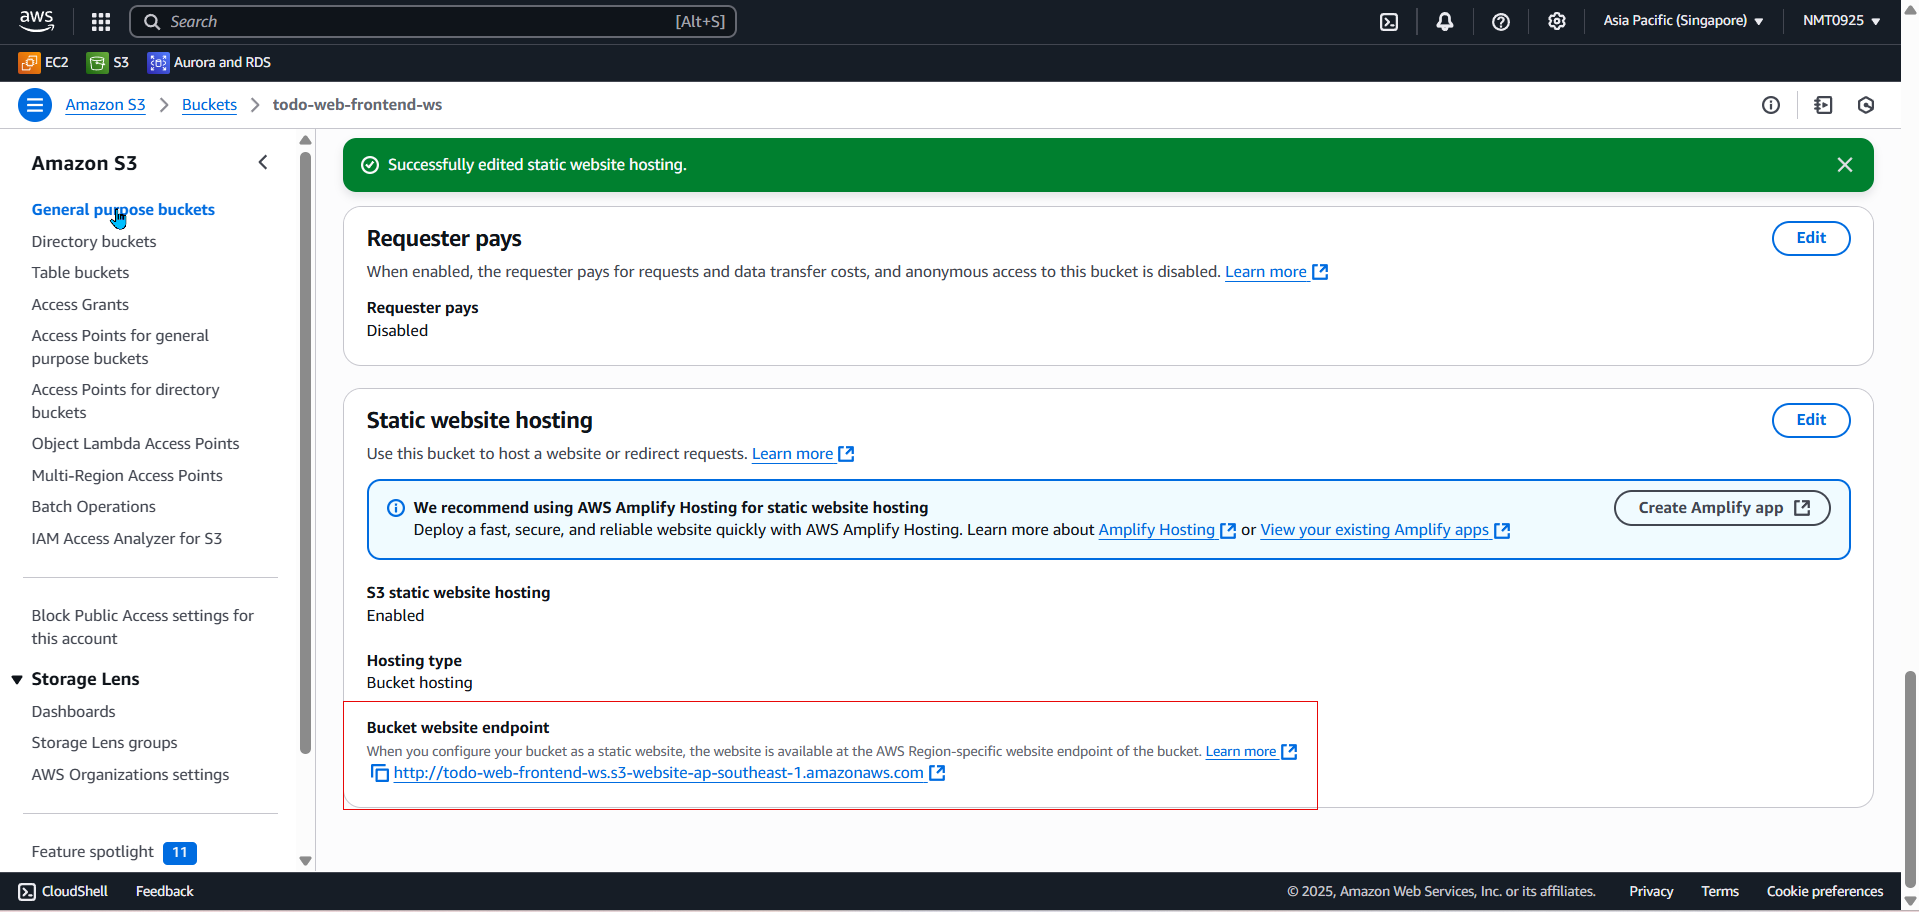 aws
Search [Alt+S]
Asia Pacific (Singapore) ▼
NMT0925 ▼
EC2 S3 Aurora and RDS
Amazon S3 > Buckets > todo-web-frontend-ws
Amazon S3
General purpose buckets
Directory buckets
Table buckets
Access Grants
Access Points for general
purpose buckets
Access Points for directory
buckets
Object Lambda Access Points
Multi-Region Access Points
Batch Operations
IAM Access Analyzer for S3
Block Public Access settings for
this account
Storage Lens
Dashboards
Storage Lens groups
AWS Organizations settings
Feature spotlight 11
Successfully edited static website hosting.
Requester pays
Edit
When enabled, the requester pays for requests and data transfer costs, and anonymous access to this bucket is disabled. Learn more
Requester pays
Disabled
Static website hosting
Edit
Use this bucket to host a website or redirect requests. Learn more
We recommend using AWS Amplify Hosting for static website hosting
Deploy a fast, secure, and reliable website quickly with AWS Amplify Hosting. Learn more about Amplify Hosting or View your existing Amplify apps
Create Amplify app
S3 static website hosting
Enabled
Hosting type
Bucket hosting
Bucket website endpoint
When you configure your bucket as a static website, the website is available at the AWS Region-specific website endpoint of the bucket. Learn more
http://todo-web-frontend-ws.s3-website-ap-southeast-1.amazonaws.com
CloudShell Feedback
© 2025, Amazon Web Services, Inc. or its affiliates. Privacy Terms Cookie preferences